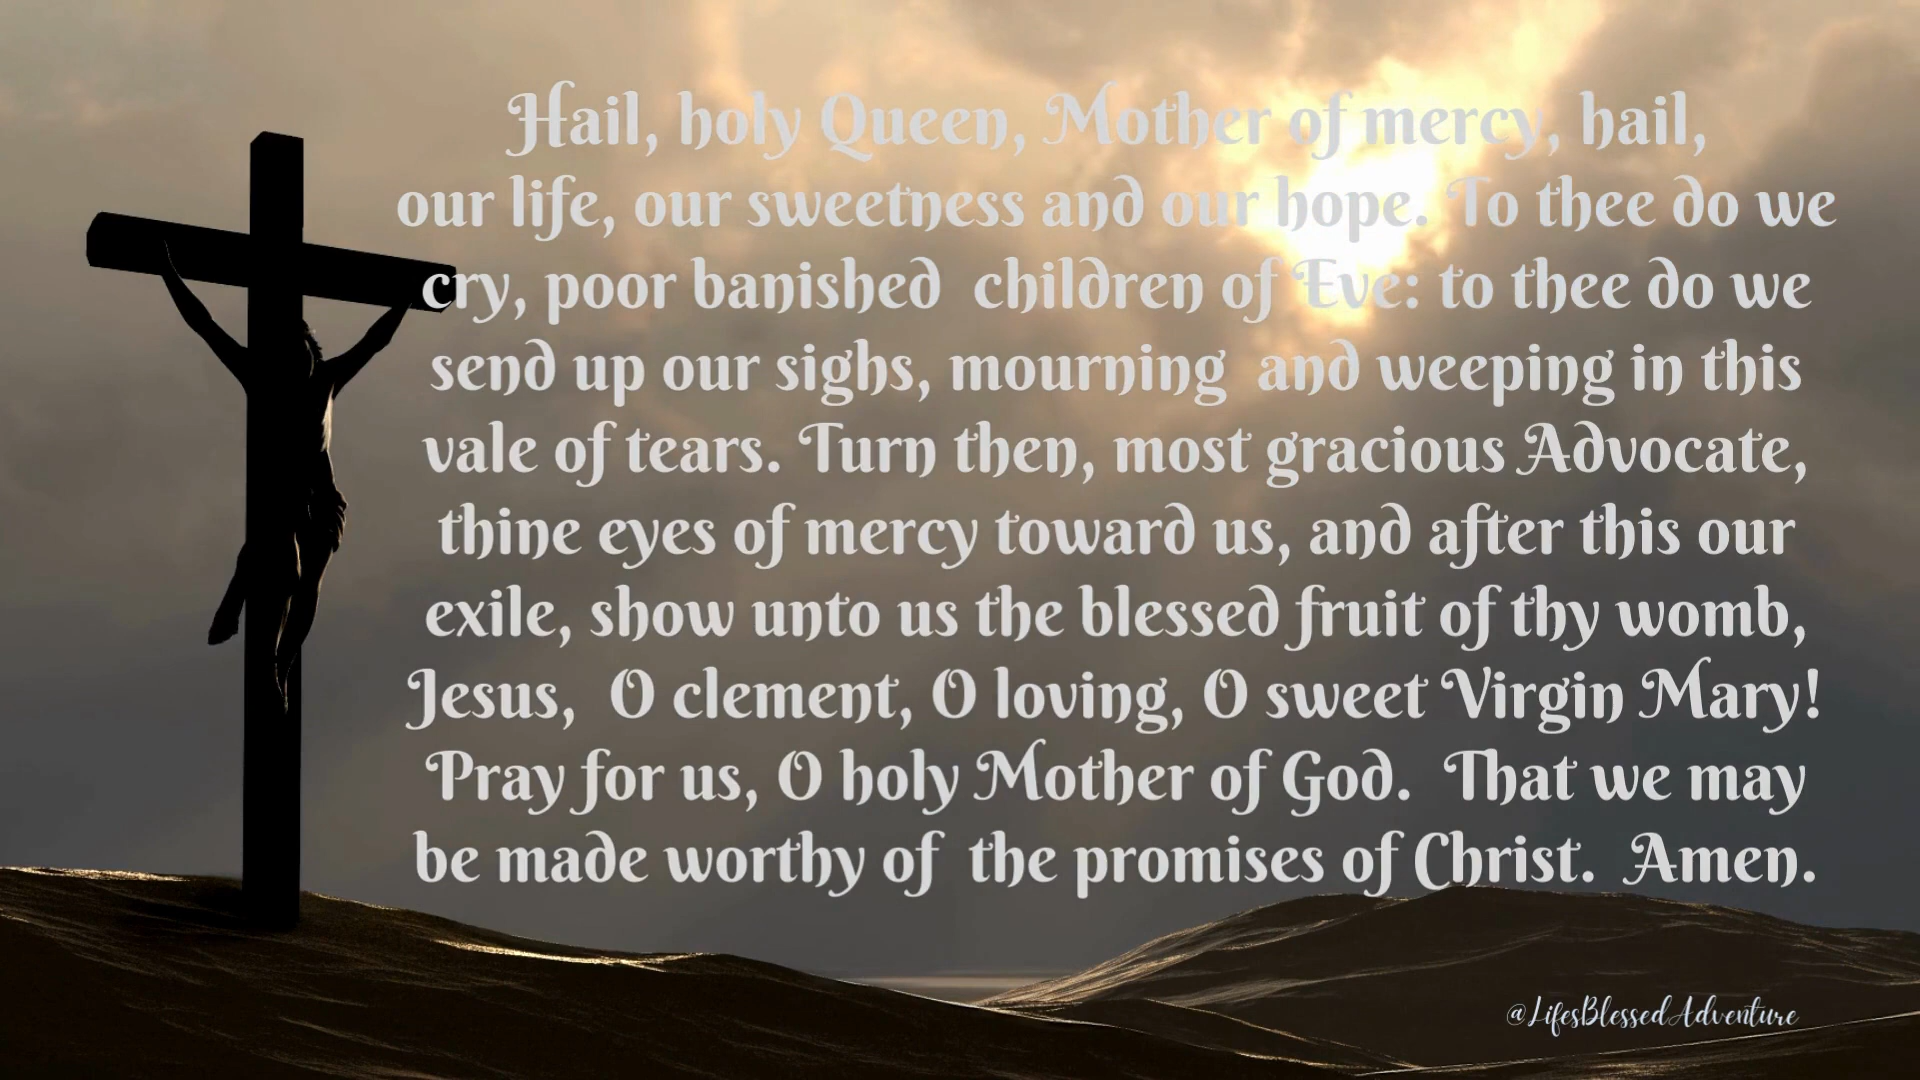 Hail, holy Queen, Mother of mercy, hail,
our life, our sweetness and our hope. To thee do we
cry, poor banished children of Eve: to thee do we
send up our sighs, mourning and weeping in this
vale of tears. Turn then, most gracious Advocate,
thine eyes of mercy toward us, and after this our
exile, show unto us the blessed fruit of thy womb,
Jesus, O clement, O loving, O sweet Virgin Mary!
Pray for us, O holy Mother of God. That we may
be made worthy of the promises of Christ. Amen.
@LifesBlessedAdventure